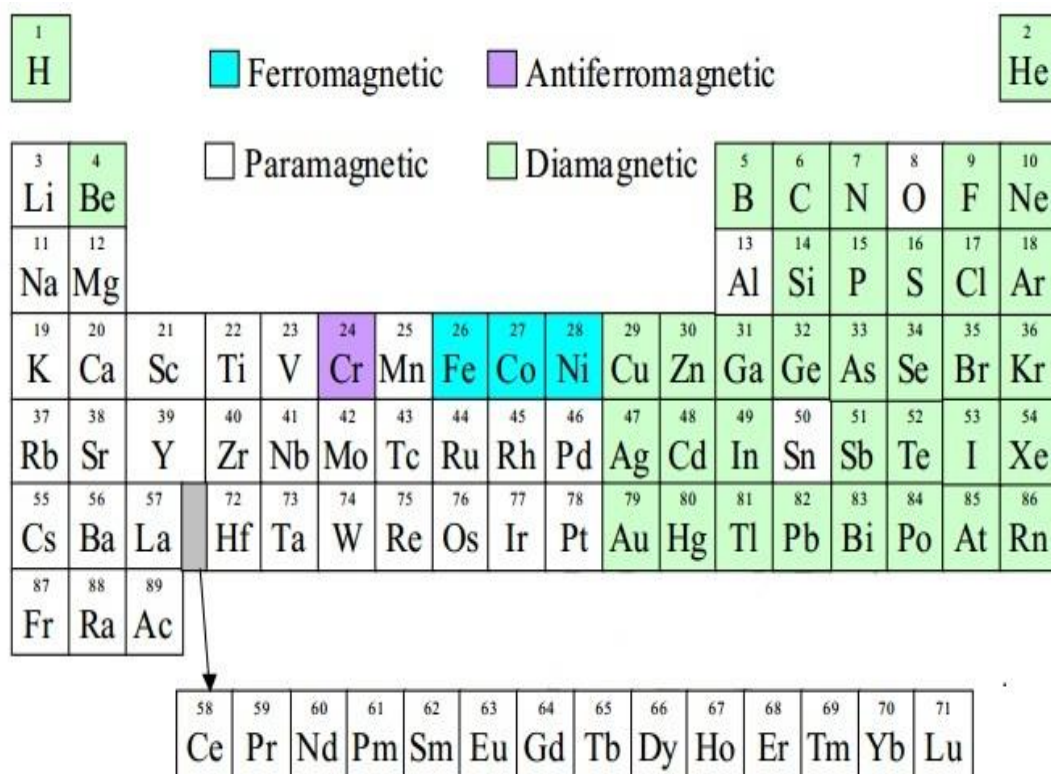 1 2
H He
Ferromagnetic Antiferromagnetic
Paramagnetic Diamagnetic
3 4 5 6 7 8 9 10
Li Be B C N O F Ne
11 12 13 14 15 16 17 18
Na Mg Al Si P S Cl Ar
19 20 21 22 23 24 25 26 27 28 29 30 31 32 33 34 35 36
K Ca Sc Ti V Cr Mn Fe Co Ni Cu Zn Ga Ge As Se Br Kr
37 38 39 40 41 42 43 44 45 46 47 48 49 50 51 52 53 54
Rb Sr Y Zr Nb Mo Tc Ru Rh Pd Ag Cd In Sn Sb Te I Xe
55 56 57 72 73 74 75 76 77 78 79 80 81 82 83 84 85 86
Cs Ba La Hf Ta W Re Os Ir Pt Au Hg Tl Pb Bi Po At Rn
87 88 89
Fr Ra Ac
58 59 60 61 62 63 64 65 66 67 68 69 70 71
Ce Pr Nd Pm Sm Eu Gd Tb Dy Ho Er Tm Yb Lu